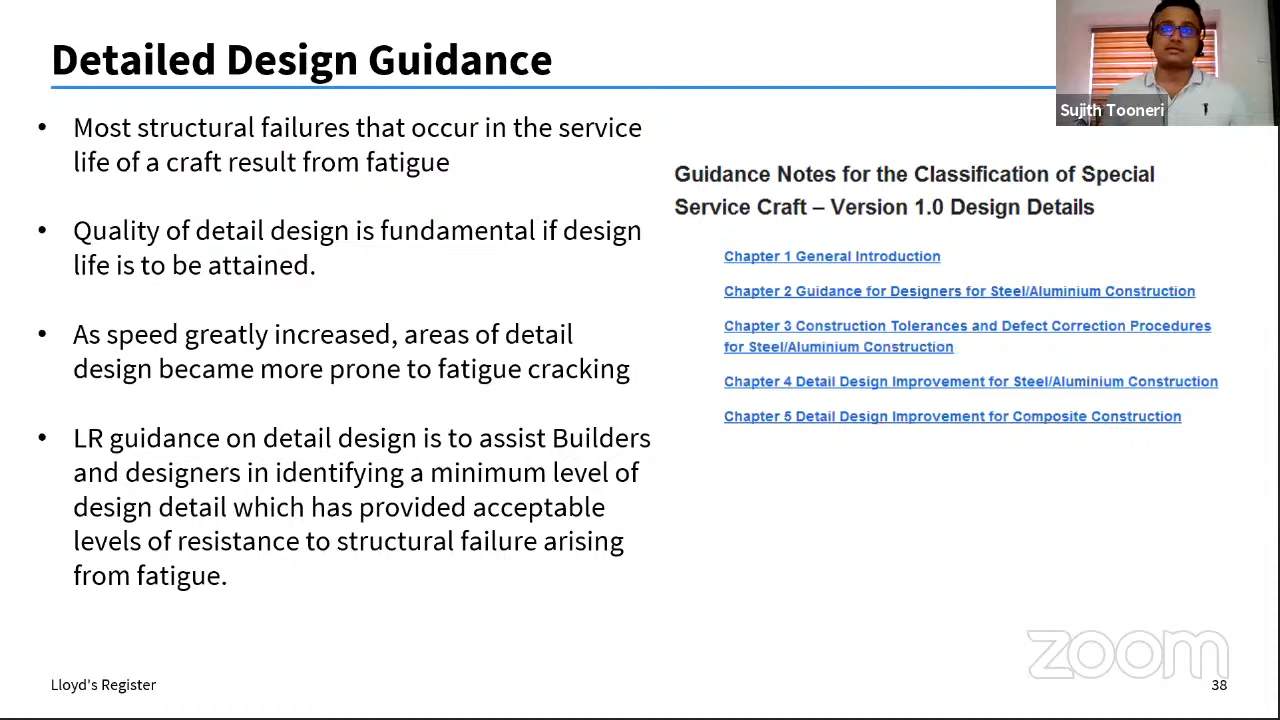 Detailed Design Guidance
Sujith Tooneri
• Most structural failures that occur in the service
life of a craft result from fatigue
• Quality of detail design is fundamental if design
life is to be attained.
• As speed greatly increased, areas of detail
design became more prone to fatigue cracking
• LR guidance on detail design is to assist Builders
and designers in identifying a minimum level of
design detail which has provided acceptable
levels of resistance to structural failure arising
from fatigue.
Guidance Notes for the Classification of Special
Service Craft – Version 1.0 Design Details
Chapter 1 General Introduction
Chapter 2 Guidance for Designers for Steel/Aluminium Construction
Chapter 3 Construction Tolerances and Defect Correction Procedures
for Steel/Aluminium Construction
Chapter 4 Detail Design Improvement for Steel/Aluminium Construction
Chapter 5 Detail Design Improvement for Composite Construction
zoom
Lloyd's Register
38